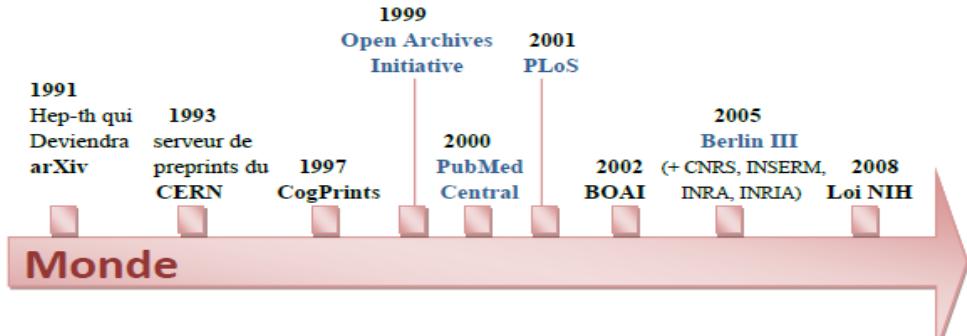 1991
Hep-th qui
Deviendra
arXiv
1993
serveur de
preprints du
CERN
1997
CogPrints
1999
Open Archives
Initiative
2000
PubMed
Central
2001
PLoS
2002
BOAI
2005
Berlin III
(+ CNRS, INSERM,
INRA, INRIA)
2008
Loi NIH
Monde